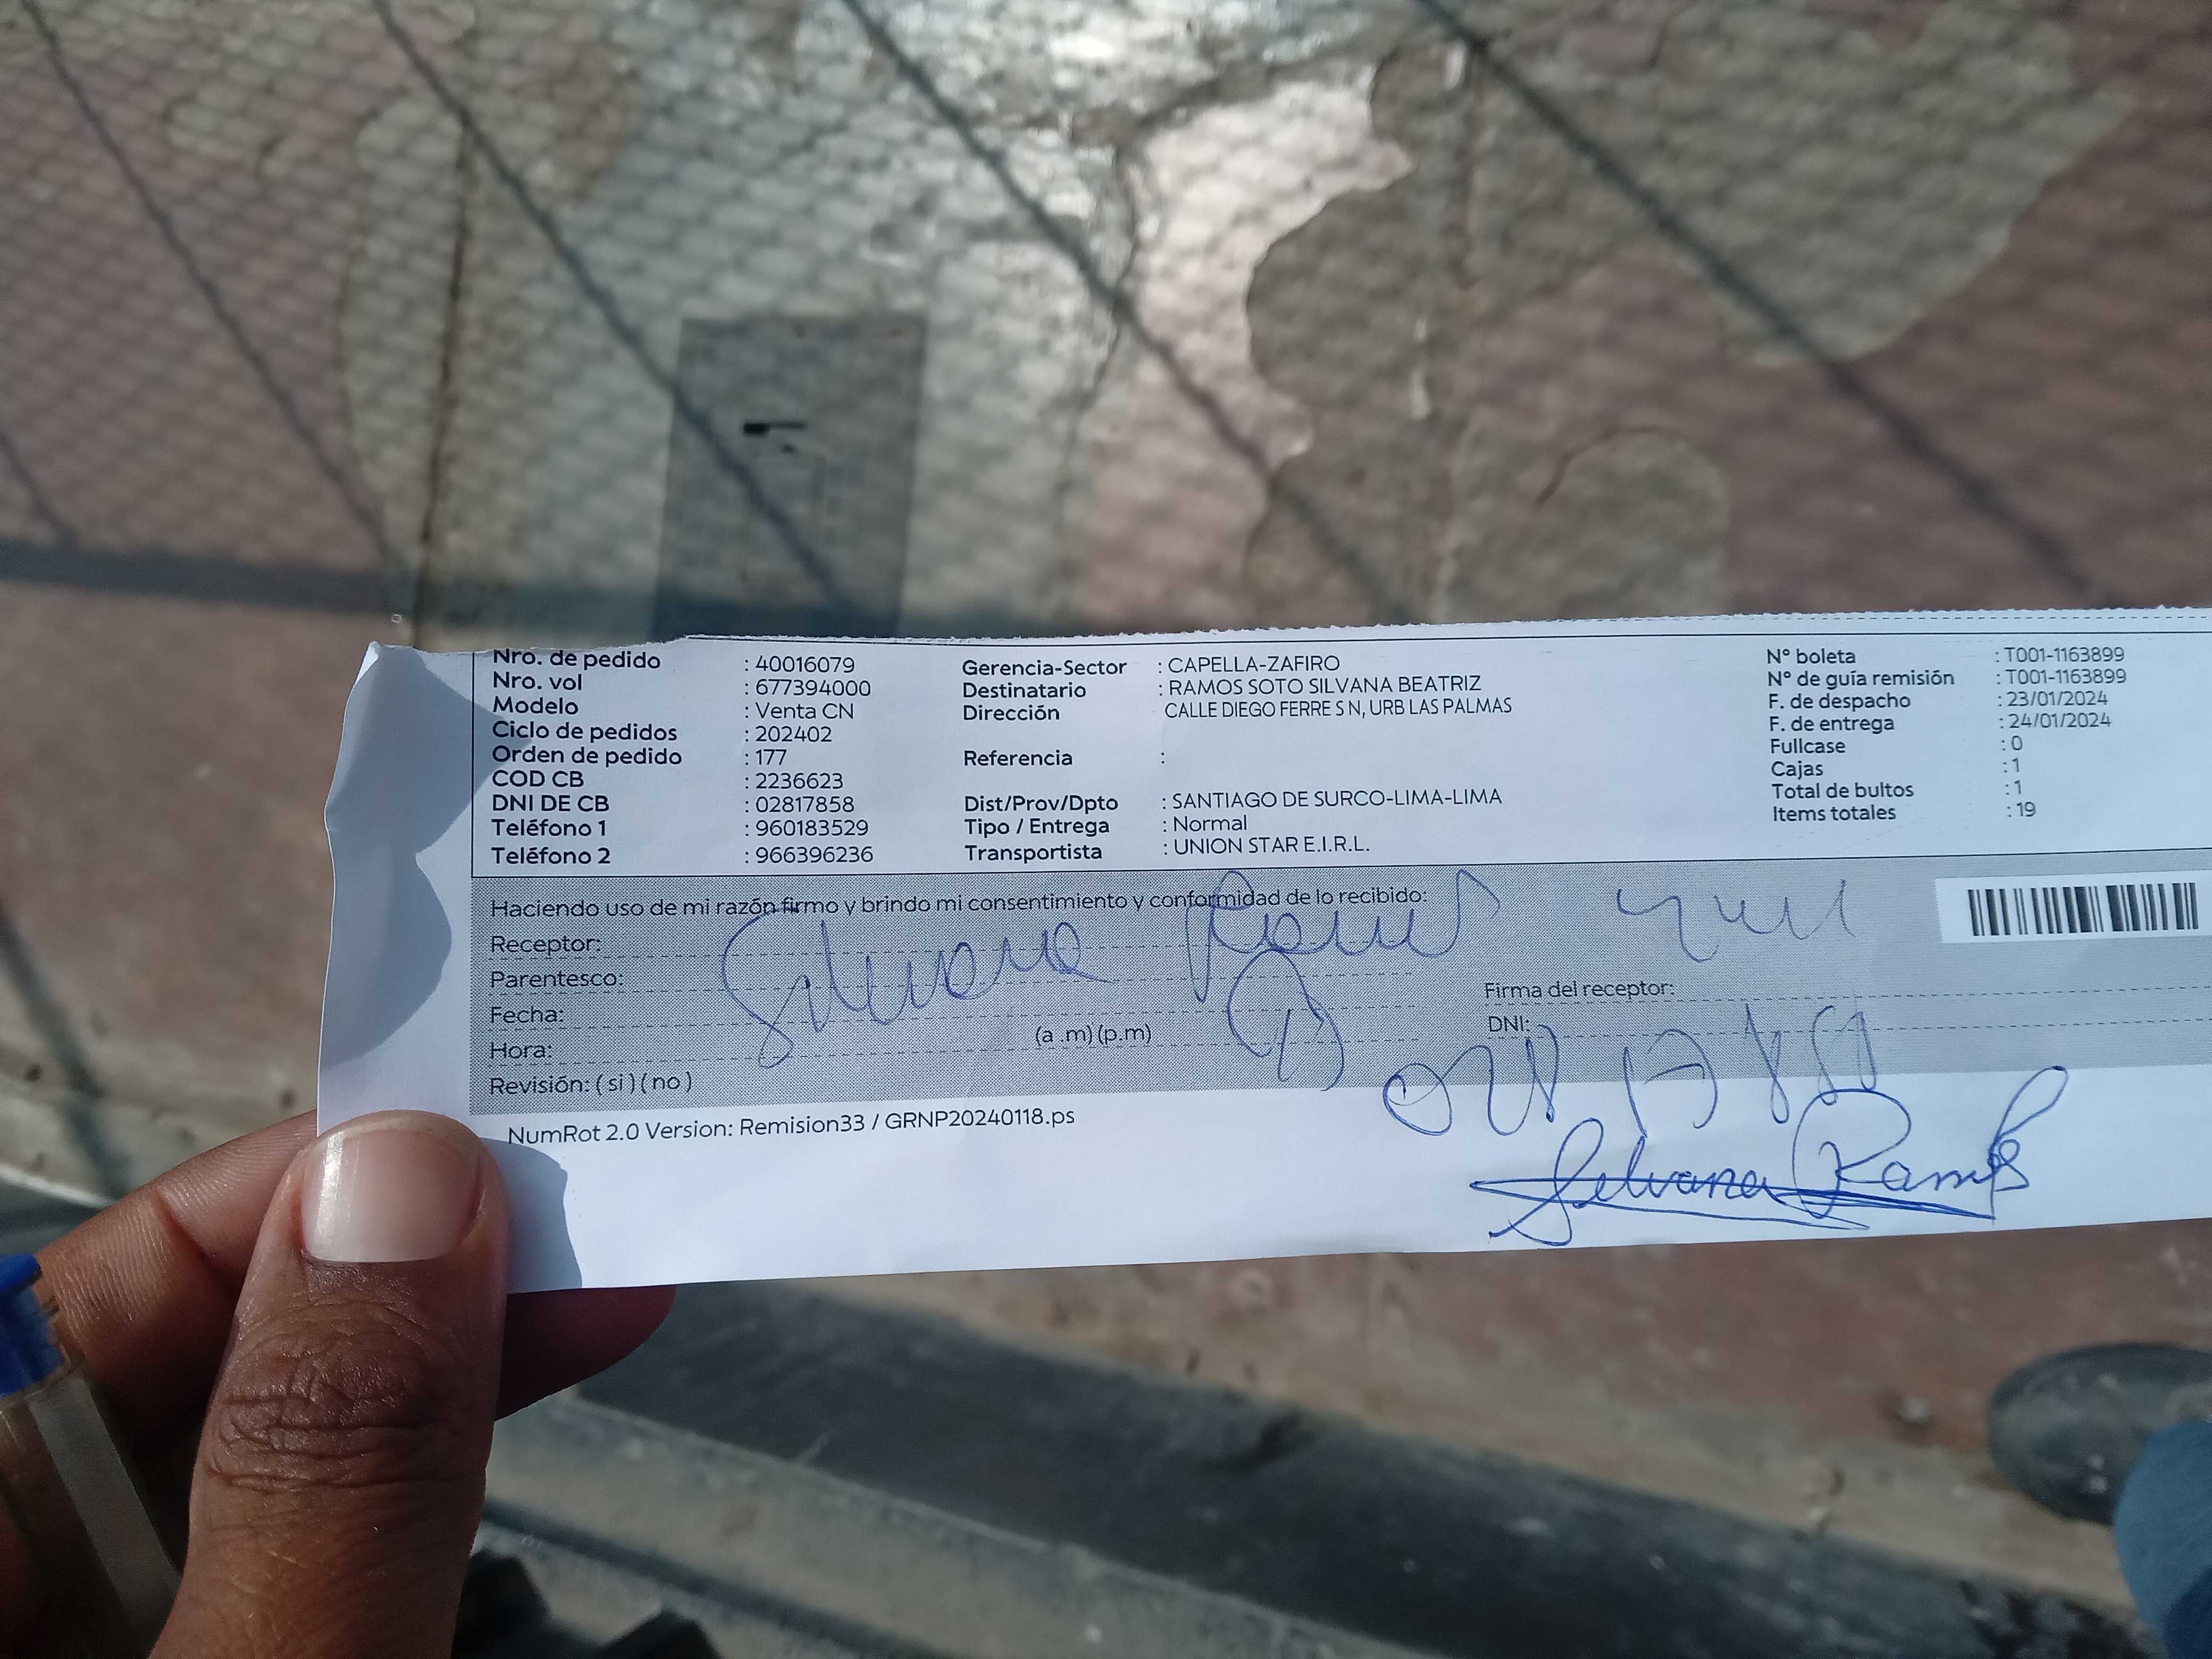 Nro. de pedido : 40016079 Gerencia-Sector : CAPELLA-ZAFIRO N° boleta : T001-1163899
Nro. vol : 677394000 Destinatario : RAMOS SOTO SILVANA BEATRIZ N° de guía remisión : T001-1163899
Modelo : Venta CN Dirección CALLE DIEGO FERRE S N, URB LAS PALMAS F. de despacho : 23/01/2024
Ciclo de pedidos : 202402 F. de entrega : 24/01/2024
Orden de pedido : 177 Referencia : Fullcase : 0
COD CB : 2236623 Cajas : 1
DNI DE CB : 02817858 Dist/Prov/Dpto : SANTIAGO DE SURCO-LIMA-LIMA Total de bultos : 1
Teléfono 1 : 960183529 Tipo / Entrega : Normal Items totales : 19
Teléfono 2 : 966396236 Transportista : UNION STAR E.I.R.L.
Haciendo uso de mi razón firmo y brindo mi consentimiento y conformidad de lo recibido:
Receptor: Silvana Ramos
Parentesco:
Fecha: Firma del receptor:
Hora: (a .m) (p.m) DNI:
Revisión: ( si ) ( no )
NumRot 2.0 Version: Remision33 / GRNP20240118.ps
Silvana Ramos